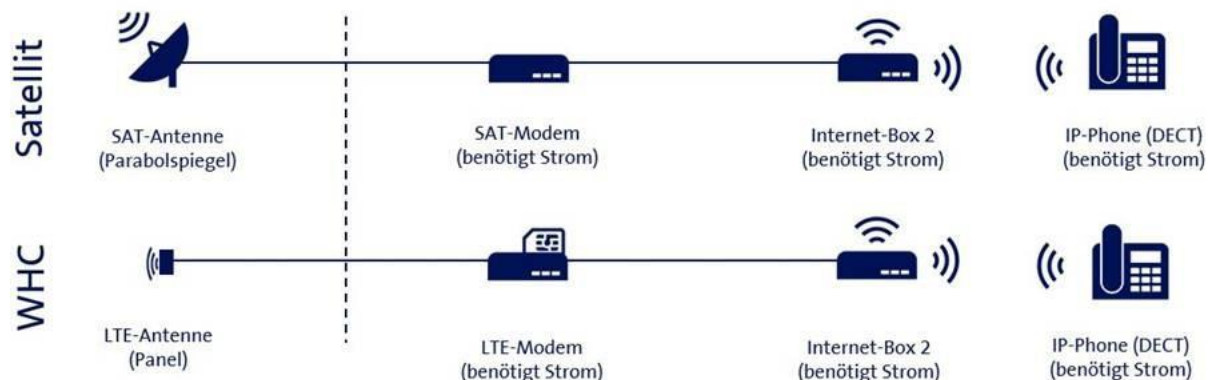 Satellit
SAT-Antenne
(Parabolspiegel)
SAT-Modem
(benötigt Strom)
Internet-Box 2
(benötigt Strom)
IP-Phone (DECT)
(benötigt Strom)
WHC
LTE-Antenne
(Panel)
LTE-Modem
(benötigt Strom)
Internet-Box 2
(benötigt Strom)
IP-Phone (DECT)
(benötigt Strom)